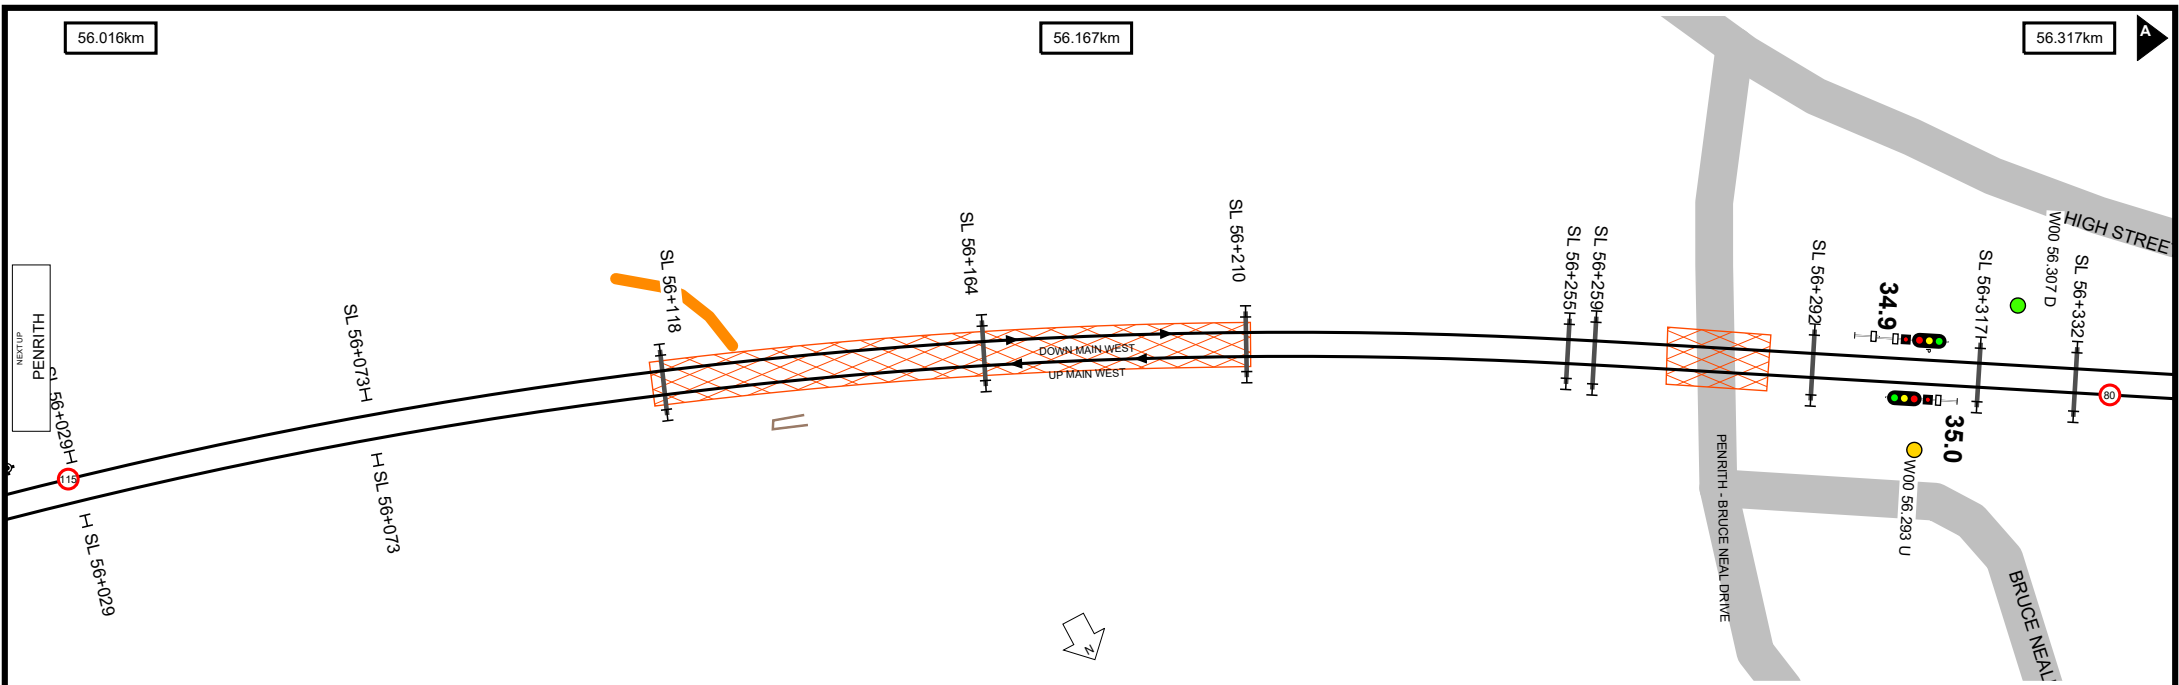 56.016km
56.167km
56.317km
A
HIGH STREE
W00 56.307 D
SL 56+332
SL 56+317
SL 56+292
34.9
SL 56+259
SL 56+255
SL 56+210
SL 56+164
SL 56+118
SL 56+073
SL 56+029
NEXT UP
PENRITH
DOWN MAIN WEST
UP MAIN WEST
P
80
115
35.0
SL 56+073
SL 56+029
W00 56.293 U
PENRITH - BRUCE NEAL DRIVE
BRUCE NEAL
N